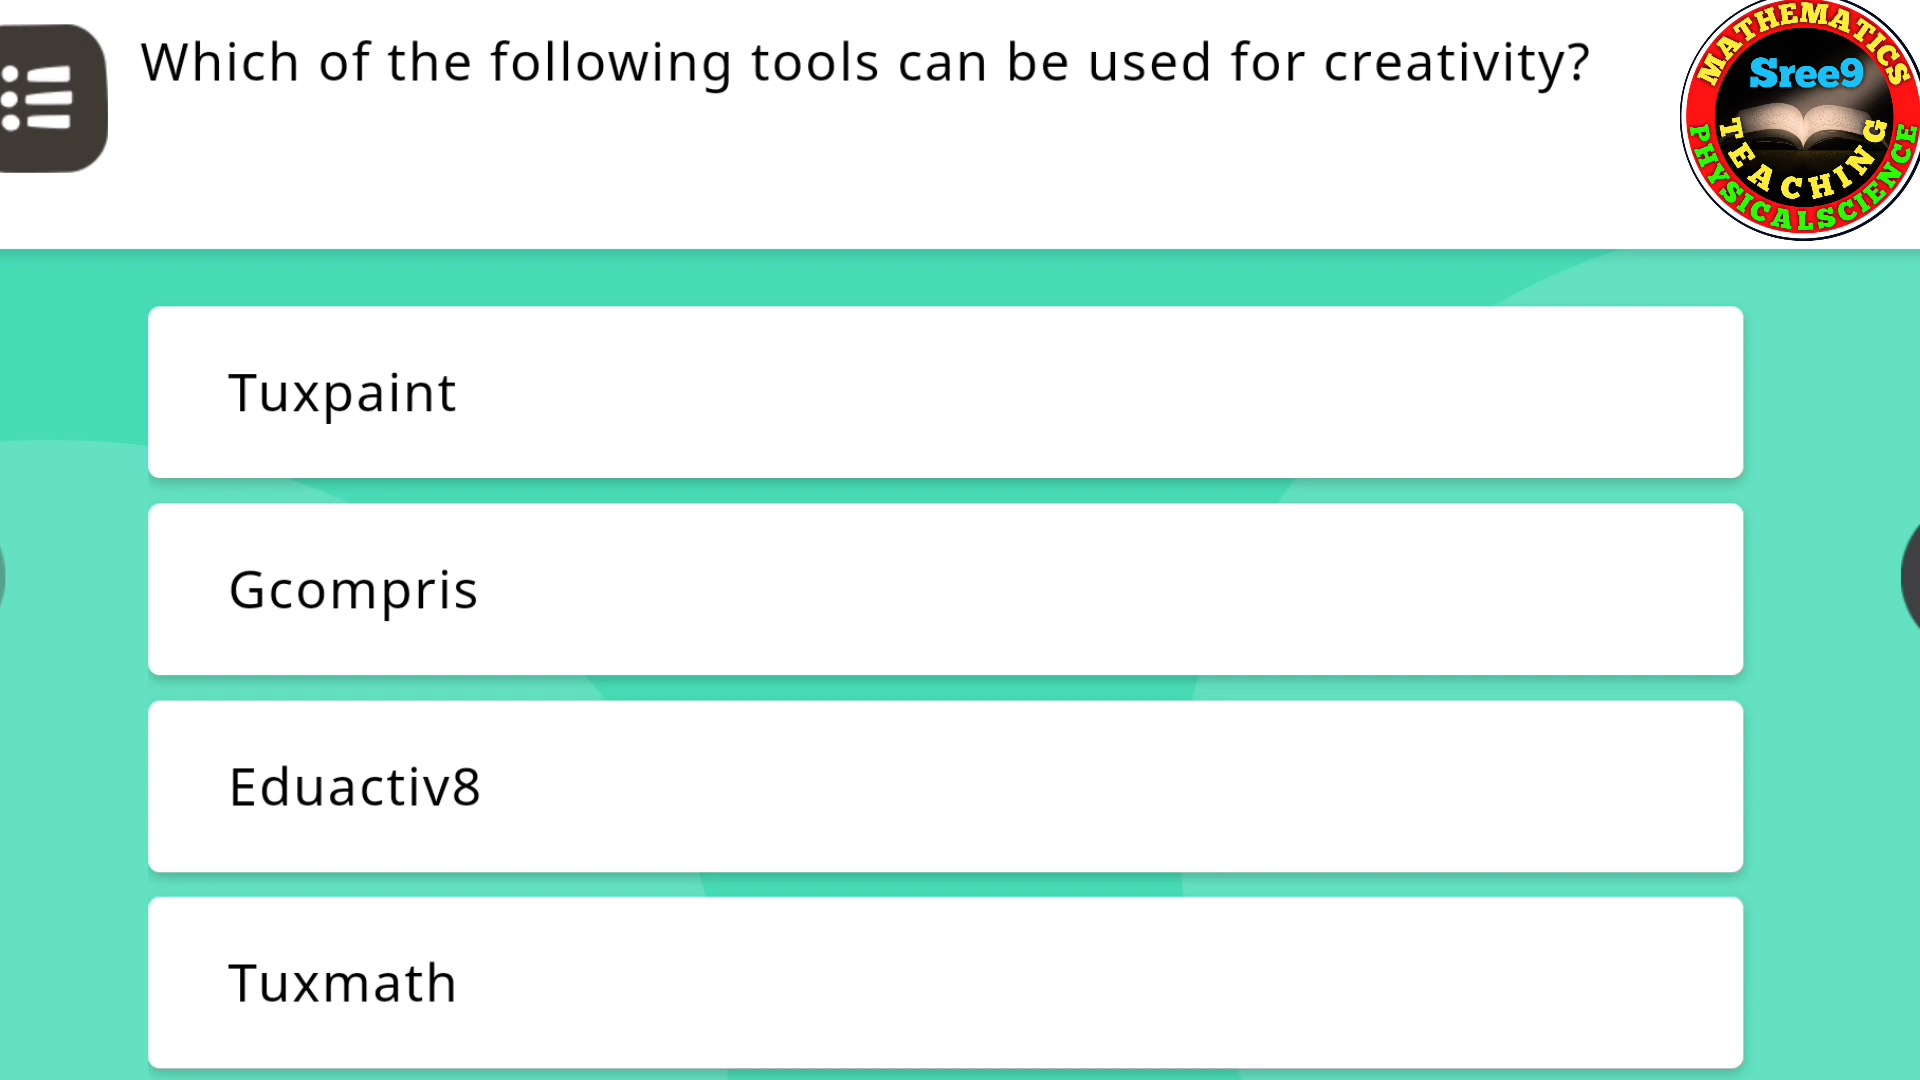 Which of the following tools can be used for creativity?
MATHEMATICS
Sree9
TEACHING
PHYSICALSCIENCE
Tuxpaint
Gcompris
Eduactiv8
Tuxmath